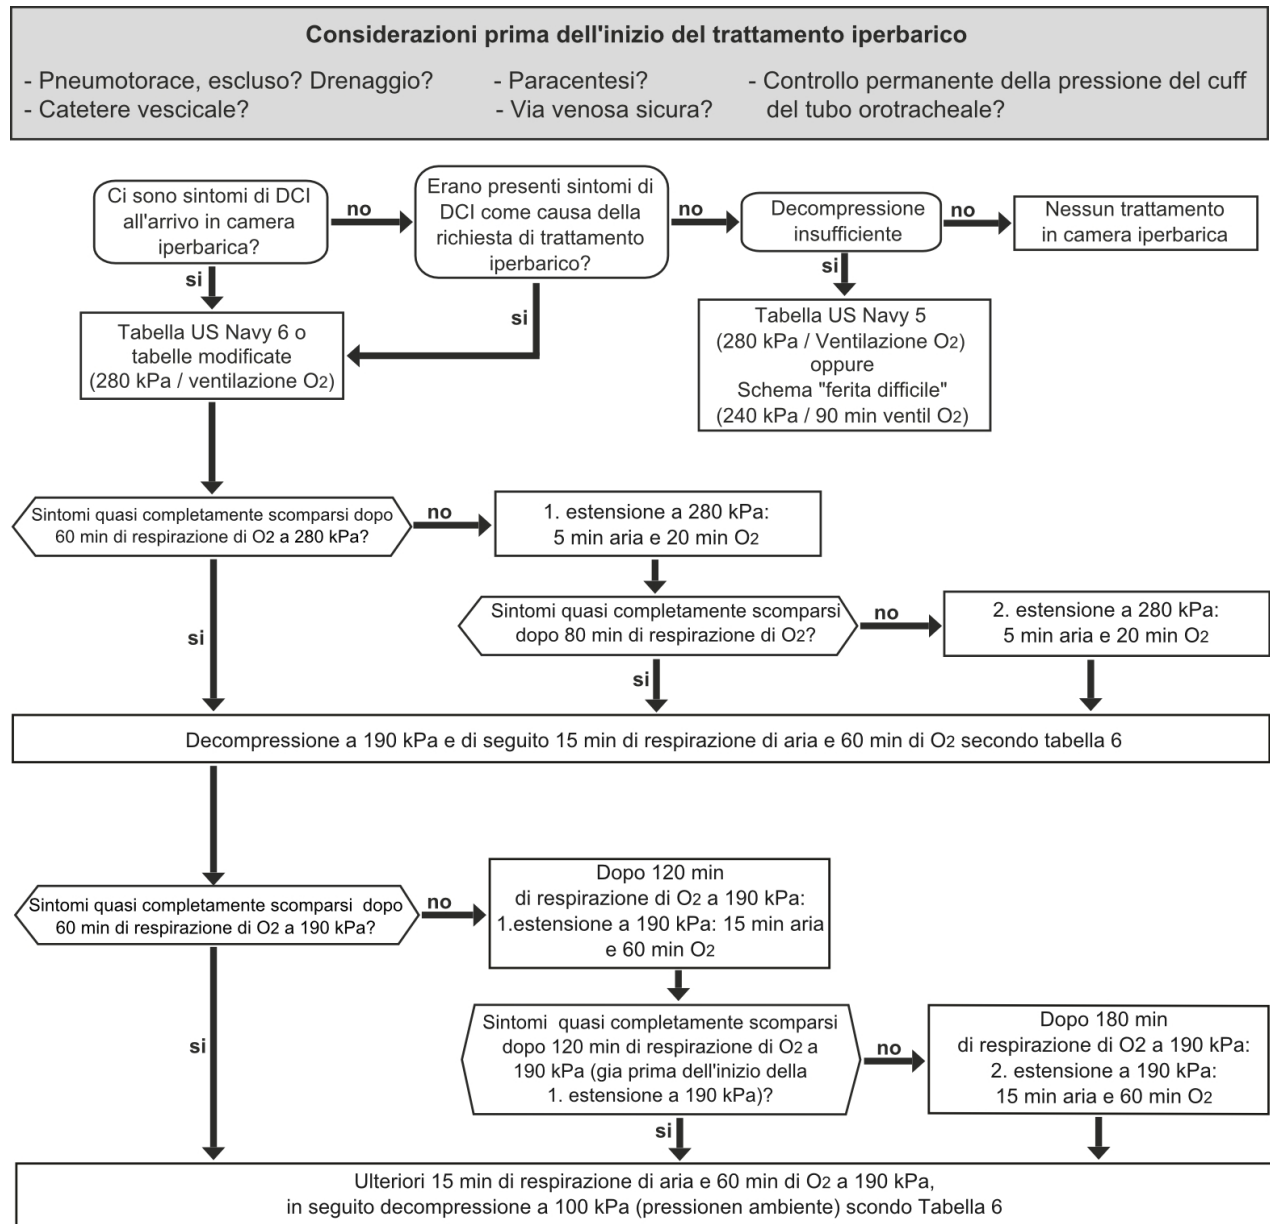 Considerazioni prima dell'inizio del trattamento iperbarico
- Pneumotorace, escluso? Drenaggio?
- Catetere vescicale?
- Paracentesi?
- Via venosa sicura?
- Controllo permanente della pressione del cuff
del tubo orotracheale?
Ci sono sintomi di DCI
all'arrivo in camera
iperbarica?
no
Erano presenti sintomi di
DCI come causa della
richiesta di trattamento
iperbarico?
no
Decompressione
insufficiente
no
Nessun trattamento
in camera iperbarica
si
si
si
Tabella US Navy 6 o
tabelle modificate
(280 kPa / ventilazione O2)
Tabella US Navy 5
(280 kPa / Ventilazione O2)
oppure
Schema "ferita difficile"
(240 kPa / 90 min ventil O2)
Sintomi quasi completamente scomparsi dopo
60 min di respirazione di O2 a 280 kPa?
no
1. estensione a 280 kPa:
5 min aria e 20 min O2
si
Sintomi quasi completamente scomparsi
dopo 80 min di respirazione di O2?
no
2. estensione a 280 kPa:
5 min aria e 20 min O2
si
Decompressione a 190 kPa e di seguito 15 min di respirazione di aria e 60 min di O2 secondo tabella 6
Sintomi quasi completamente scomparsi dopo
60 min di respirazione di O2 a 190 kPa?
no
Dopo 120 min
di respirazione di O2 a 190 kPa:
1.estensione a 190 kPa: 15 min aria
e 60 min O2
si
Sintomi quasi completamente scomparsi
dopo 120 min di respirazione di O2 a
190 kPa (gia prima dell'inizio della
1. estensione a 190 kPa)?
no
Dopo 180 min
di respirazione di O2 a 190 kPa:
2. estensione a 190 kPa:
15 min aria e 60 min O2
si
Ulteriori 15 min di respirazione di aria e 60 min di O2 a 190 kPa,
in seguito decompressione a 100 kPa (pressionen ambiente) scondo Tabella 6